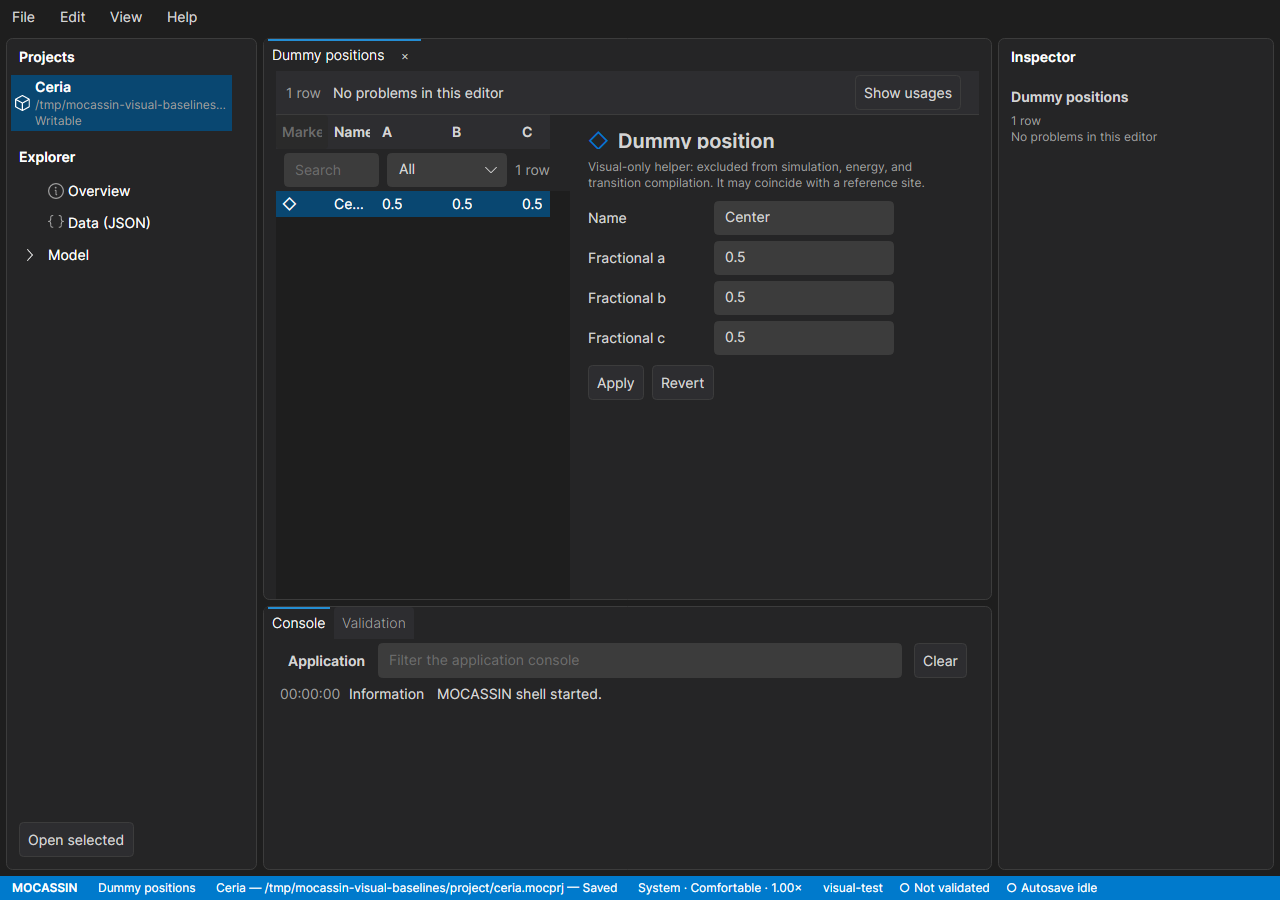 File Edit View Help
Projects
Ceria
/tmp/mocassin-visual-baselines...
Writable
Explorer
Overview
Data (JSON)
Model
Open selected
Dummy positions ×
1 row No problems in this editor Show usages
Marke Name A B C
Search All 1 row
Ce... 0.5 0.5 0.5
Dummy position
Visual-only helper: excluded from simulation, energy, and
transition compilation. It may coincide with a reference site.
Name Center
Fractional a 0.5
Fractional b 0.5
Fractional c 0.5
Apply Revert
Console Validation
Application Filter the application console Clear
00:00:00 Information MOCASSIN shell started.
Inspector
Dummy positions
1 row
No problems in this editor
MOCASSIN Dummy positions Ceria — /tmp/mocassin-visual-baselines/project/ceria.mocprj — Saved System · Comfortable · 1.00× visual-test Not validated Autosave idle